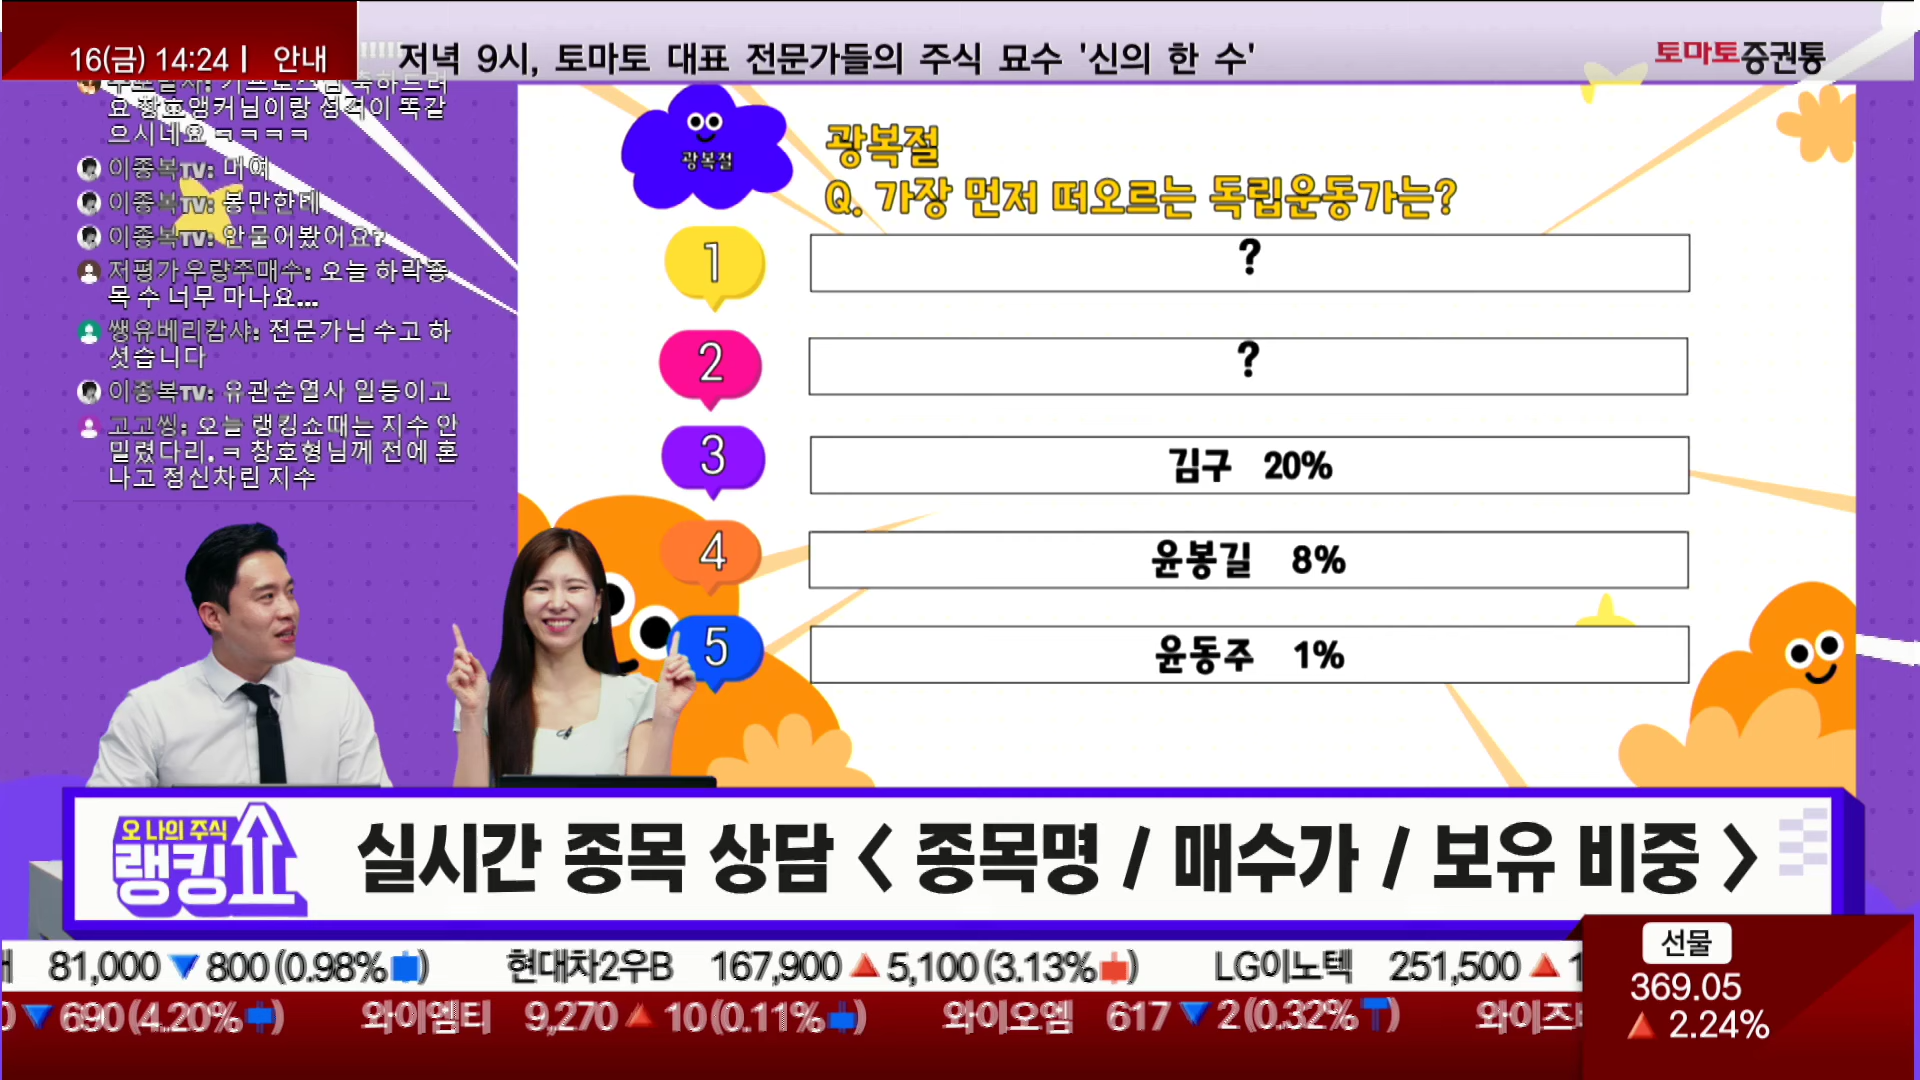 16(금) 14:24 | 안내
저녁 9시, 토마토 대표 전문가들의 주식 묘수 '신의 한 수'
토마토증권통
요 창호앵커님이랑 성격이 똑같
으시네요 ㅋㅋㅋㅋ
이종복TV: 머예
이종복TV: 봉만한테
이종복TV: 안물어봤어요?
저평가 우량주매수: 오늘 하락종
목 수 너무 마나요...
쌩유베리캄샤: 전문가님 수고 하
셧습니다
이종복TV: 유관순열사 일등이고
고고씽: 오늘 랭킹쇼때는 지수 안
밀렸다리. ㅋ 창호형님께 전에 혼
나고 정신차린 지수
광복절
광복절
Q. 가장 먼저 떠오르는 독립운동가는?
1 ?
2 ?
3 김구 20%
4 윤봉길 8%
5 윤동주 1%
오 나의 주식
랭킹쇼
실시간 종목 상담 < 종목명 / 매수가 / 보유 비중 >
81,000 ▼ 800 (0.98%) 현대차2우B 167,900 ▲ 5,100 (3.13%) LG이노텍 251,500 ▲ 1
0 ▼ 690 (4.20%) 와이엠티 9,270 ▲ 10 (0.11%) 와이오엠 617 ▼ 2 (0.32%) 와이즈
선물
369.05
▲ 2.24%